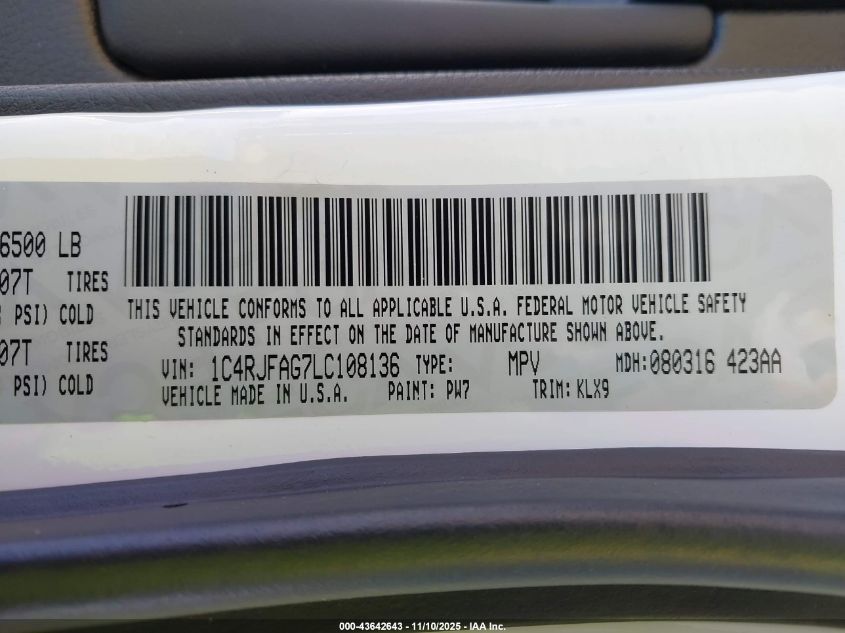 6500 LB
07T TIRES
PSI) COLD
07T TIRES
PSI) COLD
THIS VEHICLE CONFORMS TO ALL APPLICABLE U.S.A. FEDERAL MOTOR VEHICLE SAFETY
STANDARDS IN EFFECT ON THE DATE OF MANUFACTURE SHOWN ABOVE.
VIN: 1C4RJFAG7LC108136 TYPE: MPV MDH:080316 423AA
VEHICLE MADE IN U.S.A. PAINT: PW7 TRIM: KLX9
000-43642643 - 11/10/2025 - IAA Inc.